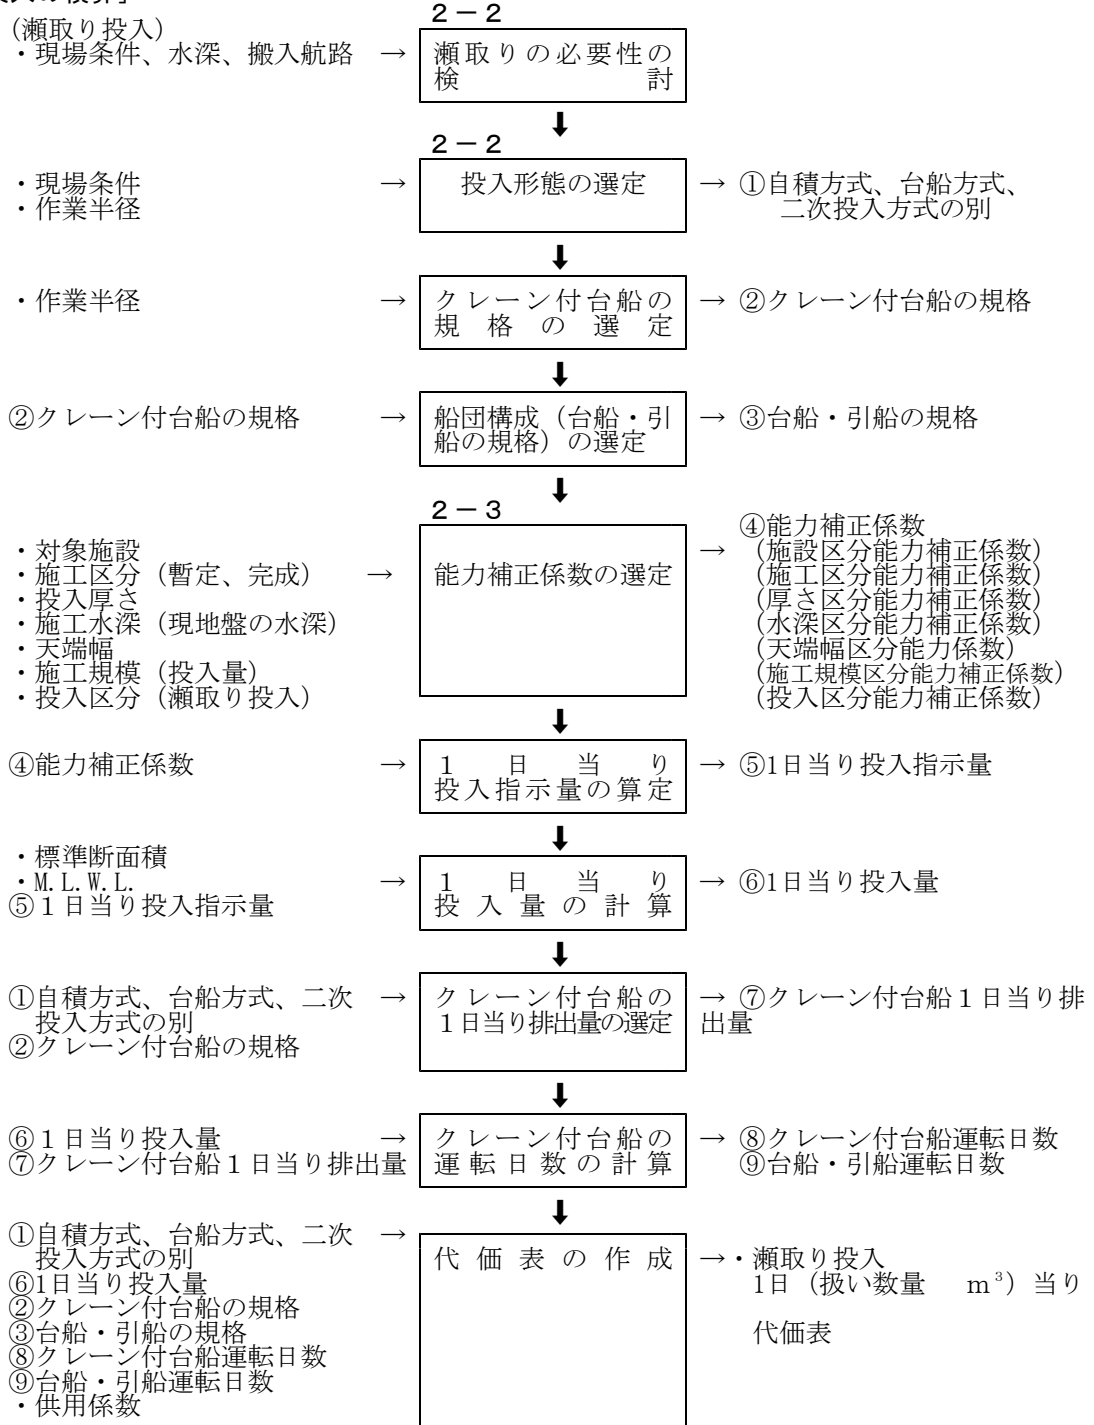 (瀬取り投入)
2－2
・現場条件、水深、搬入航路 → 瀬取りの必要性の
検討
⬇
2－2
・現場条件 → 投入形態の選定 → ①自積方式、台船方式、
・作業半径 二次投入方式の別
⬇
・作業半径 → クレーン付台船の → ②クレーン付台船の規格
規格の選定
⬇
②クレーン付台船の規格 → 船団構成（台船・引 → ③台船・引船の規格
船の規格）の選定
⬇
2－3
④能力補正係数
・対象施設 → （施設区分能力補正係数）
・施工区分（暫定、完成） → 能力補正係数の選定 （施工区分能力補正係数）
・投入厚さ （厚さ区分能力補正係数）
・施工水深（現地盤の水深） （水深区分能力補正係数）
・天端幅 （天端幅区分能力係数）
・施工規模（投入量） （施工規模区分能力補正係数）
・投入区分（瀬取り投入） （投入区分能力補正係数）
⬇
④能力補正係数 → 1日当り → ⑤1日当り投入指示量
投入指示量の算定
⬇
・標準断面積
・M.L.W.L. → 1日当り → ⑥1日当り投入量
⑤１日当り投入指示量 投入量の計算
⬇
①自積方式、台船方式、二次 → クレーン付台船の → ⑦クレーン付台船１日当り排
投入方式の別 １日当り排出量の選定 出量
②クレーン付台船の規格
⬇
⑥１日当り投入量 → クレーン付台船の → ⑧クレーン付台船運転日数
⑦クレーン付台船１日当り排出量 運転日数の計算 ⑨台船・引船運転日数
⬇
①自積方式、台船方式、二次 →
投入方式の別 代価表の作成 →・瀬取り投入
⑥1日当り投入量 1日（扱い数量　　m³）当り
②クレーン付台船の規格
③台船・引船の規格 代価表
⑧クレーン付台船運転日数
⑨台船・引船運転日数
・供用係数